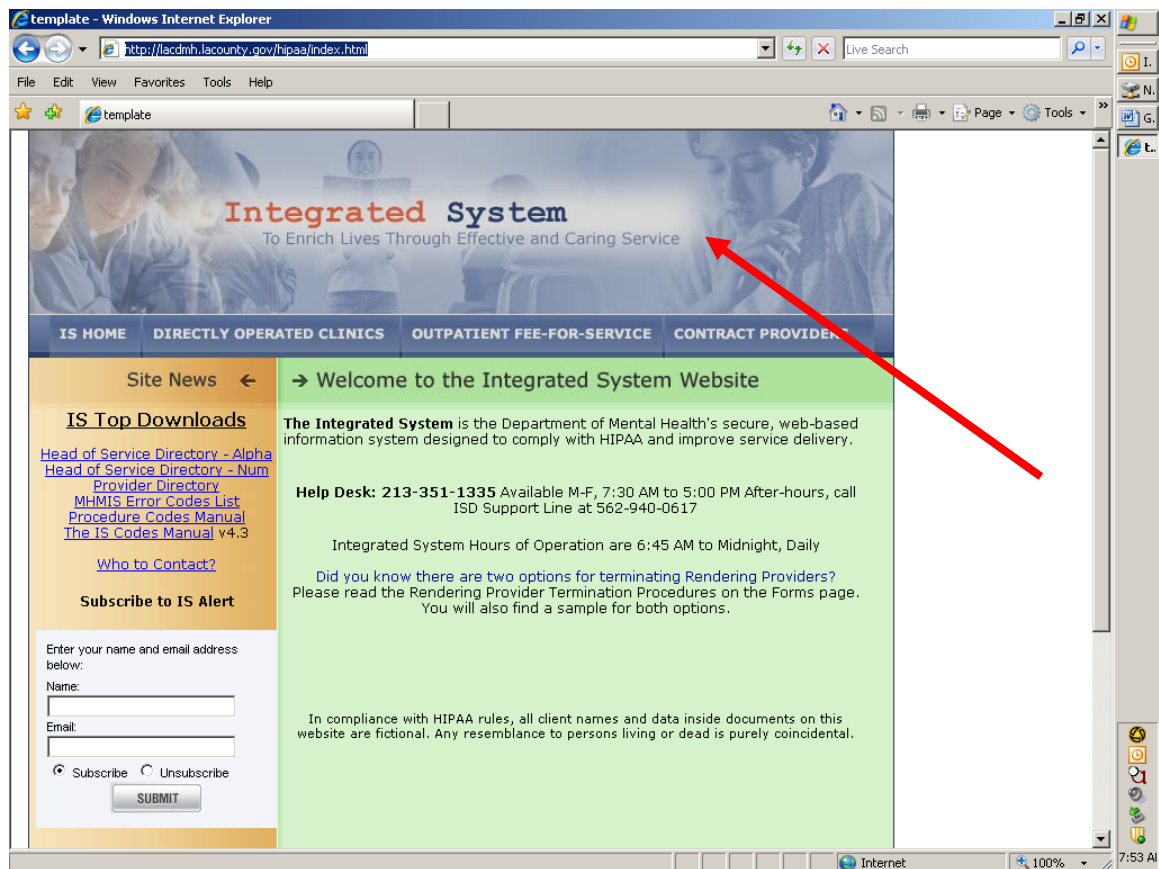 template - Windows Internet Explorer
http://lacdmh.lacounty.gov/hipaa/index.html
Live Search
File Edit View Favorites Tools Help
template
Page Tools »
I.
N.
G.
t..
Integrated System
To Enrich Lives Through Effective and Caring Service
IS HOME DIRECTLY OPERATED CLINICS OUTPATIENT FEE-FOR-SERVICE CONTRACT PROVIDERS
Site News ←
→ Welcome to the Integrated System Website
IS Top Downloads
Head of Service Directory - Alpha
Head of Service Directory - Num
Provider Directory
MHMIS Error Codes List
Procedure Codes Manual
The IS Codes Manual v4.3
Who to Contact?
Subscribe to IS Alert
Enter your name and email address
below:
Name:
Email:
Subscribe Unsubscribe
SUBMIT
The Integrated System is the Department of Mental Health's secure, web-based
information system designed to comply with HIPAA and improve service delivery.
Help Desk: 213-351-1335 Available M-F, 7:30 AM to 5:00 PM After-hours, call
ISD Support Line at 562-940-0617
Integrated System Hours of Operation are 6:45 AM to Midnight, Daily
Did you know there are two options for terminating Rendering Providers?
Please read the Rendering Provider Termination Procedures on the Forms page.
You will also find a sample for both options.
In compliance with HIPAA rules, all client names and data inside documents on this
website are fictional. Any resemblance to persons living or dead is purely coincidental.
Internet
100%
7:53 AI